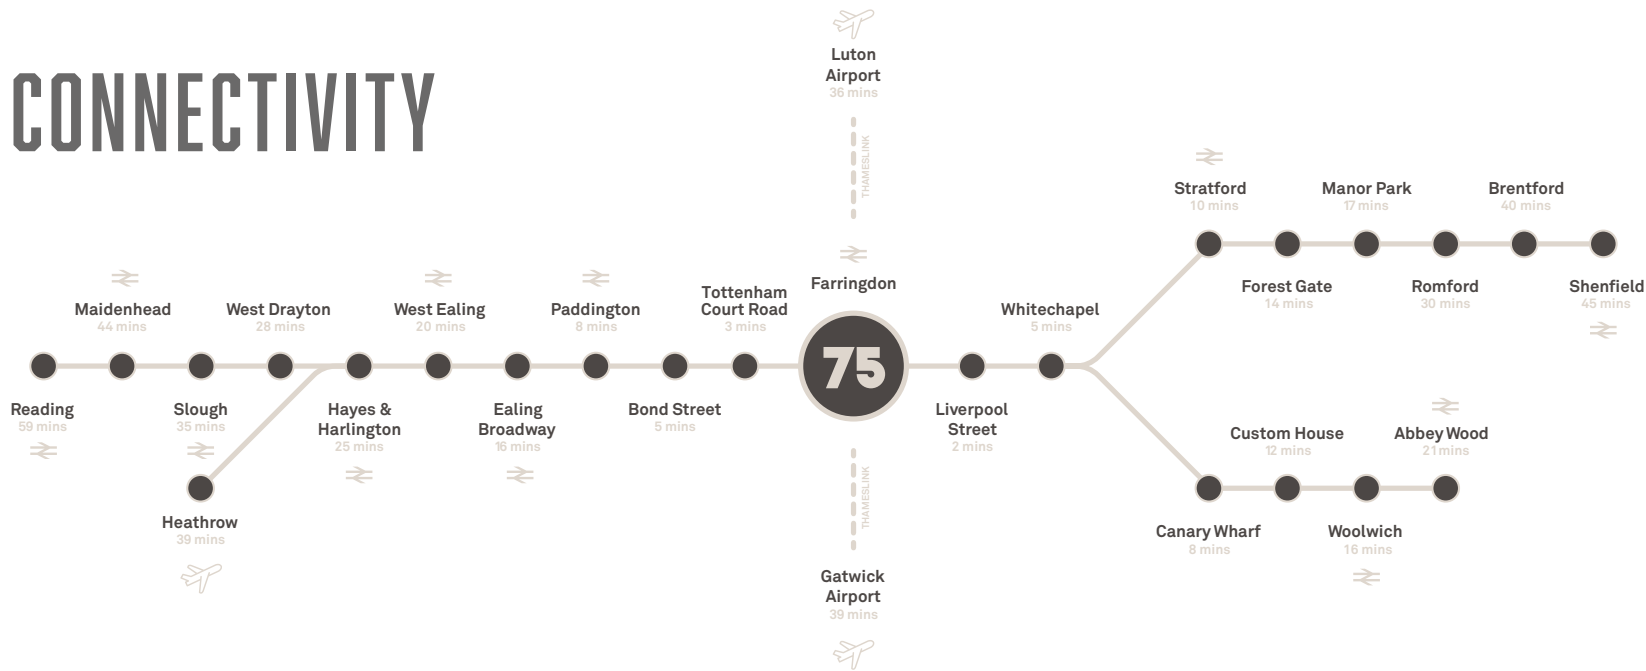 CONNECTIVITY
Luton
Airport
36 mins
THAMESLINK
Farringdon
75
THAMESLINK
Gatwick
Airport
39 mins
Reading
59 mins
Maidenhead
44 mins
Slough
35 mins
West Drayton
28 mins
Heathrow
39 mins
Hayes &
Harlington
25 mins
West Ealing
20 mins
Ealing
Broadway
16 mins
Paddington
8 mins
Bond Street
5 mins
Tottenham
Court Road
3 mins
Liverpool
Street
2 mins
Whitechapel
5 mins
Stratford
10 mins
Forest Gate
14 mins
Manor Park
17 mins
Romford
30 mins
Brentford
40 mins
Shenfield
45 mins
Canary Wharf
8 mins
Custom House
12 mins
Woolwich
16 mins
Abbey Wood
21 mins